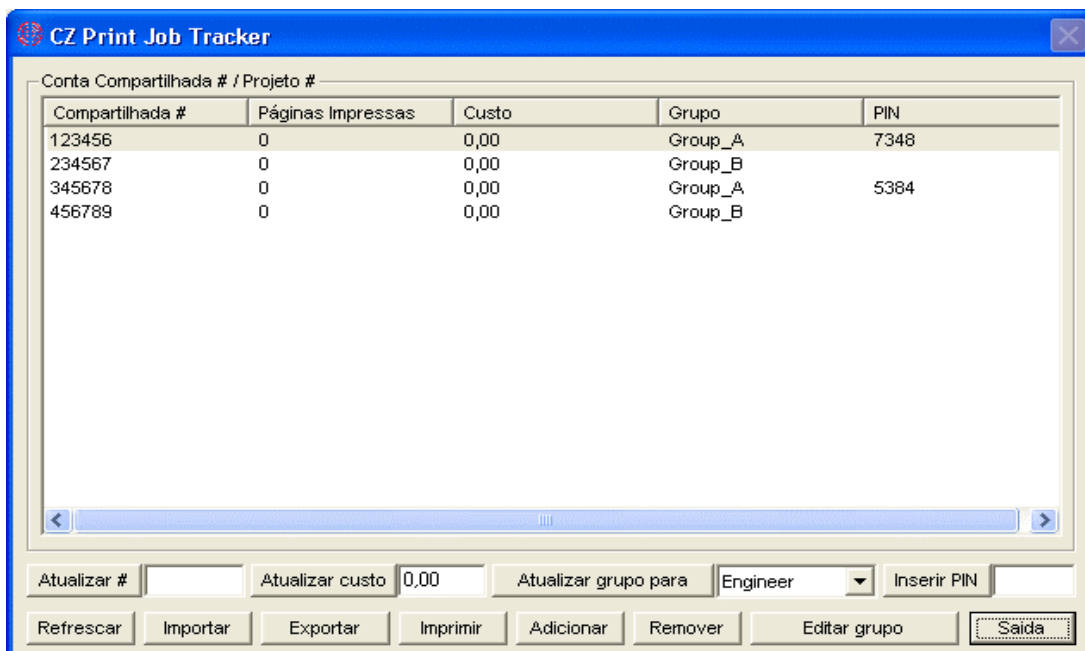 CZ Print Job Tracker
Conta Compartilhada # / Projeto #
Compartilhada # Páginas Impressas Custo Grupo PIN
123456 0 0,00 Group_A 7348
234567 0 0,00 Group_B
345678 0 0,00 Group_A 5384
456789 0 0,00 Group_B
Atualizar # Atualizar custo 0,00 Atualizar grupo para Engineer Inserir PIN
Refrescar Importar Exportar Imprimir Adicionar Remover Editar grupo Saida